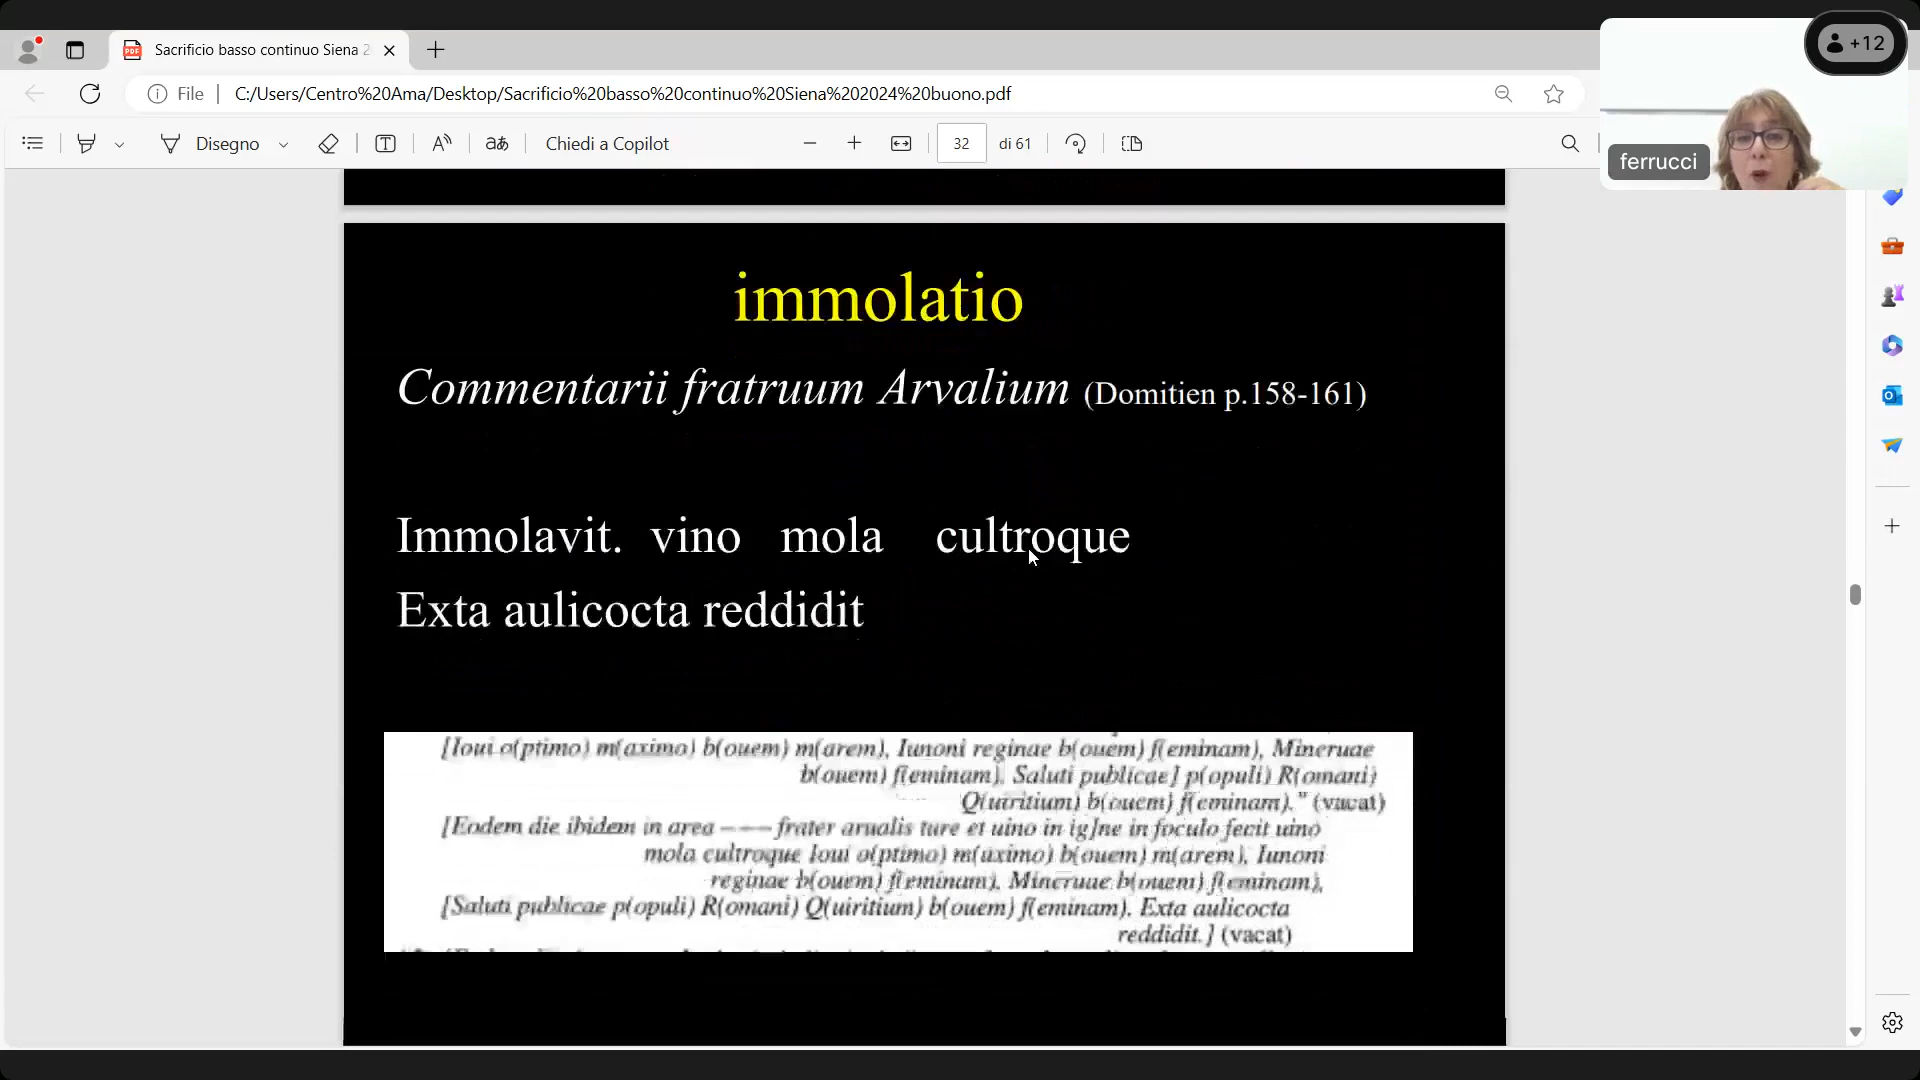 Sacrificio basso continuo Siena 2
+12
File
C:/Users/Centro%20Ama/Desktop/Sacrificio%20basso%20continuo%20Siena%202024%20buono.pdf
Disegno
Chiedi a Copilot
32 di 61
ferrucci
immolatio
Commentarii fratruum Arvalium (Domitien p.158-161)
Immolavit. vino mola cultroque
Exta aulicocta reddidit
[Ioui o(ptimo) m(aximo) b(ouem) m(arem), Iunoni reginae b(ouem) f(eminam), Mineruae
b(ouem) f(eminam), Saluti publicae] p(opuli) R(omani)
Q(uiritium) b(ouem) f(eminam)." (vacat)
[Eodem die ibidem in area --- frater arualis ture et uino in ig]ne in foculo fecit uino
mola cultroque Ioui o(ptimo) m(aximo) b(ouem) m(arem), Iunoni
reginae b(ouem) f(eminam), Mineruae b(ouem) f(eminam),
[Saluti publicae p(opuli) R(omani) Q(uiritium) b(ouem) f(eminam). Exta aulicocta
reddidit.] (vacat)